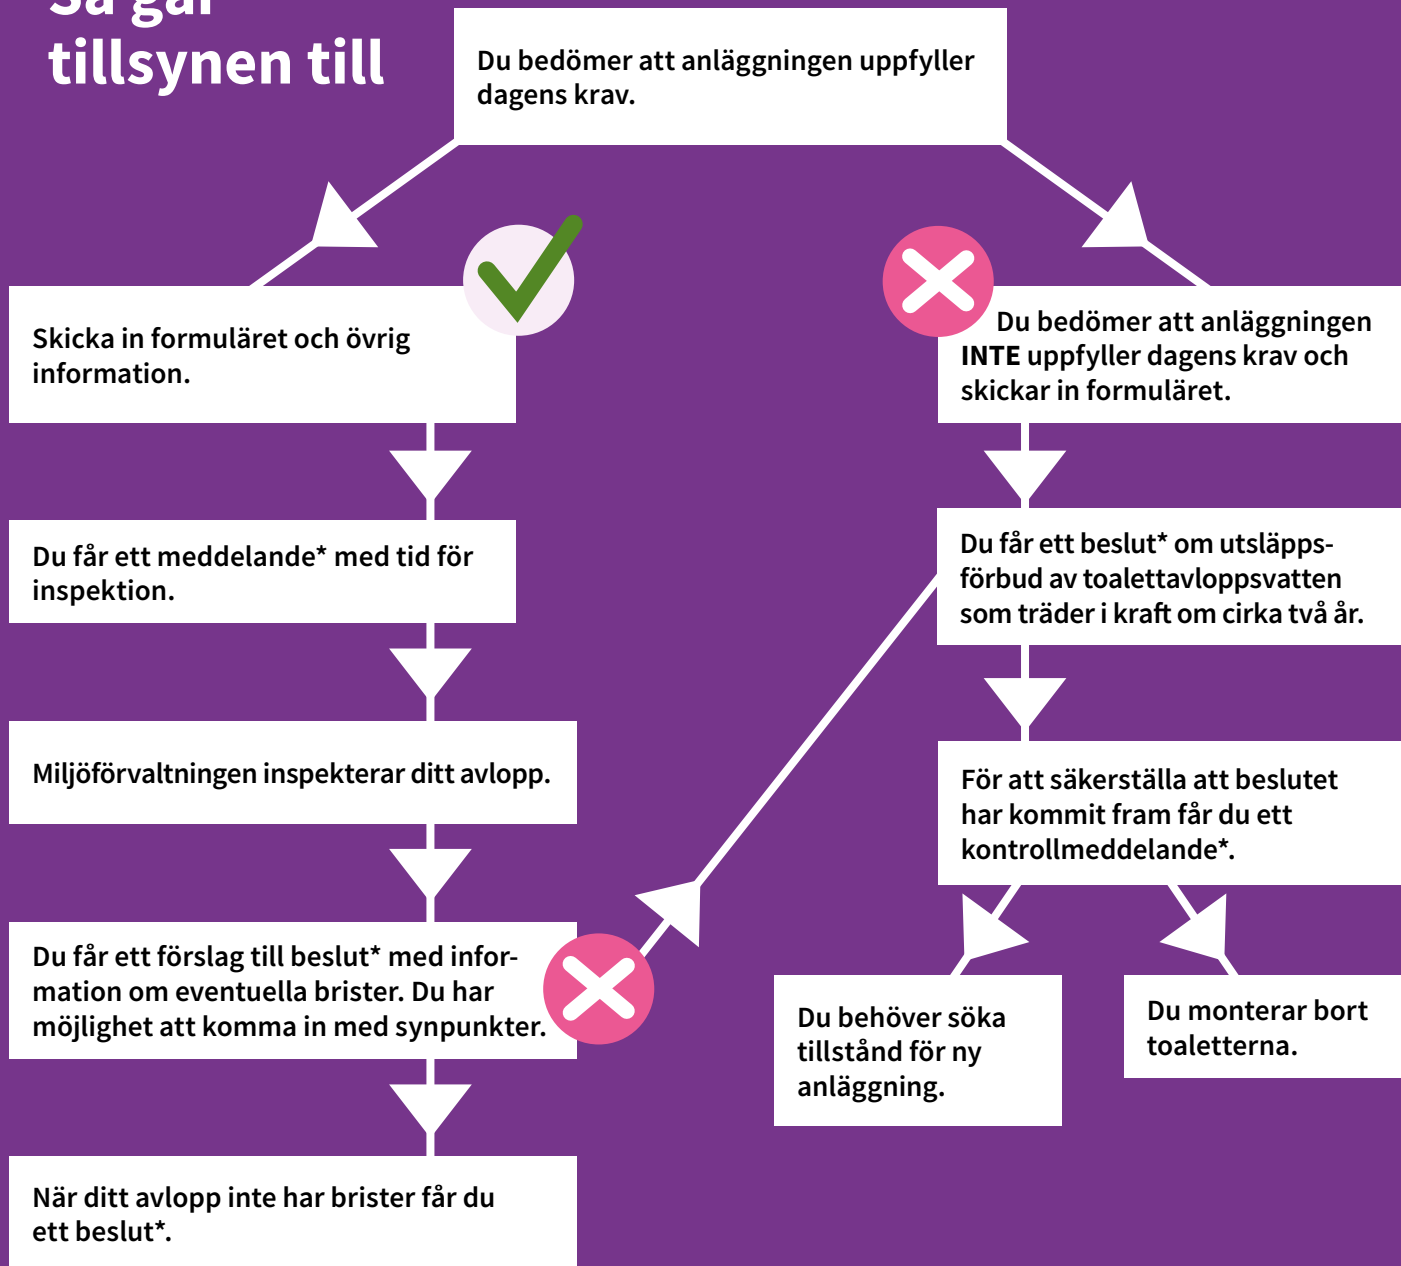 Så går
tillsynen till
Du bedömer att anläggningen uppfyller
dagens krav.
Skicka in formuläret och övrig
information.
Du får ett meddelande* med tid för
inspektion.
Miljöförvaltningen inspekterar ditt avlopp.
Du får ett förslag till beslut* med infor-
mation om eventuella brister. Du har
möjlighet att komma in med synpunkter.
När ditt avlopp inte har brister får du
ett beslut*.
Du bedömer att anläggningen
INTE uppfyller dagens krav och
skickar in formuläret.
Du får ett beslut* om utsläpps-
förbud av toalettavloppsvatten
som träder i kraft om cirka två år.
För att säkerställa att beslutet
har kommit fram får du ett
kontrollmeddelande*.
Du behöver söka
tillstånd för ny
anläggning.
Du monterar bort
toaletterna.